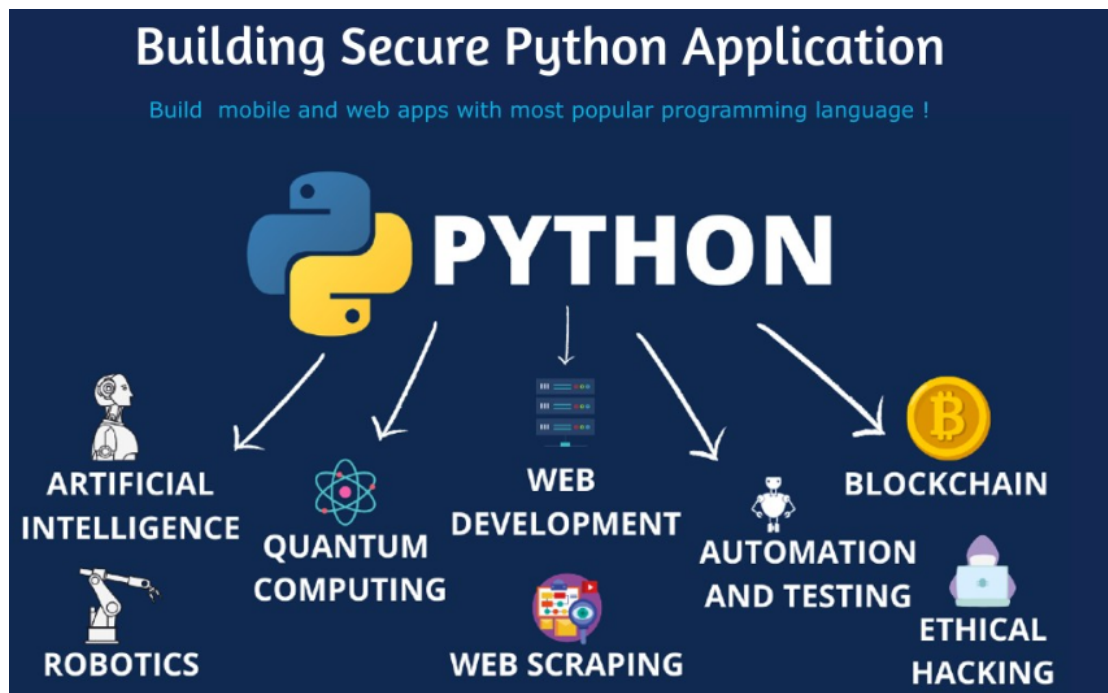 Building Secure Python Application
Build mobile and web apps with most popular programming language !
PYTHON
ARTIFICIAL
INTELLIGENCE
QUANTUM
COMPUTING
WEB
DEVELOPMENT
AUTOMATION
AND TESTING
BLOCKCHAIN
ROBOTICS
WEB SCRAPING
ETHICAL
HACKING